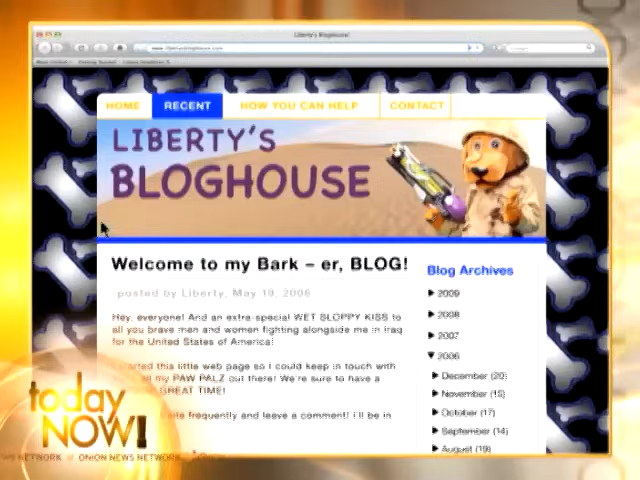 Liberty's Bloghouse!
HOME
RECENT
HOW YOU CAN HELP
CONTACT
LIBERTY'S
BLOGHOUSE
Welcome to my Bark – er, BLOG!
posted by Liberty, May 19, 2006
Hey, everyone! And an extra-special WET SLOPPY KISS to
all you brave men and women fighting alongside me in Iraq
for the United States of America!
started this little web page so I could keep in touch with
all my PAW PALZ out there! We're sure to have a
GREAT TIME!
frequently and leave a comment! I'll be in
Blog Archives
2009
2008
2007
2006
December (20)
November (15)
October (17)
September (14)
August (19)
today
NOW!
NEWS NETWORK
ONION NEWS NETWORK